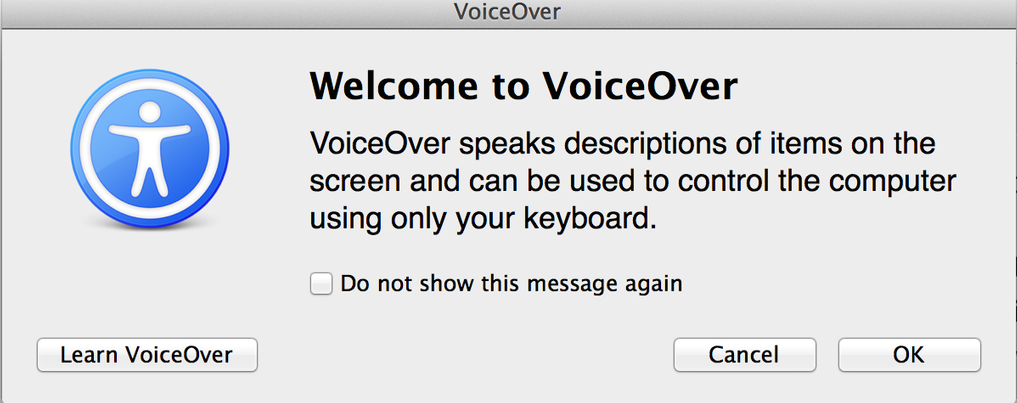 VoiceOver
Welcome to VoiceOver
VoiceOver speaks descriptions of items on the
screen and can be used to control the computer
using only your keyboard.
Do not show this message again
Learn VoiceOver
Cancel
OK